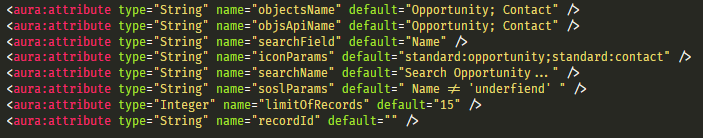 <aura:attribute type="String" name="objectsName" default="Opportunity; Contact" />
<aura:attribute type="String" name="objsApiName" default="Opportunity; Contact" />
<aura:attribute type="String" name="searchField" default="Name" />
<aura:attribute type="String" name="iconParams" default="standard:opportunity;standard:contact" />
<aura:attribute type="String" name="searchName" default="Search Opportunity..." />
<aura:attribute type="String" name="soslParams" default=" Name != 'underfiend' " />
<aura:attribute type="Integer" name="limitOfRecords" default="15" />
<aura:attribute type="String" name="recordId" default="" />